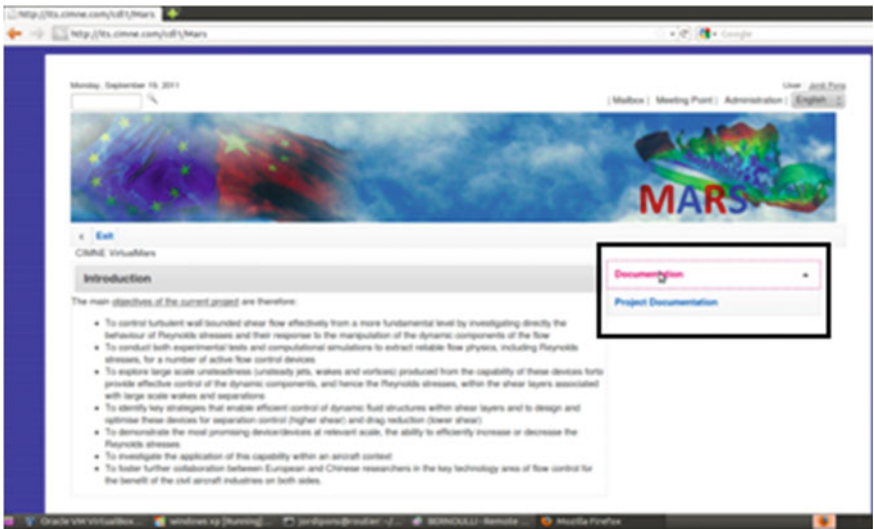 http://its.cimne.com/cdl1/Mars
http://its.cimne.com/cdl1/Mars
Google
Monday, September 19, 2011
User: Jordi Pons
| Mailbox | Meeting Point | Administration | English
MARS
< Exit
CIMNE VirtualMars
Introduction
The main objectives of the current project are therefore:
• To control turbulent wall bounded shear flow effectively from a more fundamental level by investigating directly the
behaviour of Reynolds stresses and their response to the manipulation of the dynamic components of the flow
• To conduct both experimental tests and computational simulations to extract reliable flow physics, including Reynolds
stresses, for a number of active flow control devices
• To explore large scale unsteadiness (unsteady jets, wakes and vortices) produced from the capability of these devices forto
provide effective control of the dynamic components, and hence the Reynolds stresses, within the shear layers associated
with large scale wakes and separations
• To identify key strategies that enable efficient control of dynamic fluid structures within shear layers and to design and
optimise these devices for separation control (higher shear) and drag reduction (lower shear)
• To demonstrate the most promising device/devices at relevant scale, the ability to efficiently increase or decrease the
Reynolds stresses
• To investigate the application of this capability within an aircraft context
• To foster further collaboration between European and Chinese researchers in the key technology area of flow control for
the benefit of the civil aircraft industries on both sides.
Documentation
Project Documentation
Oracle VM VirtualBox ... windows xp [Running]... jordipons@router: ~/... BERNOULLI - Remote ... Mozilla Firefox